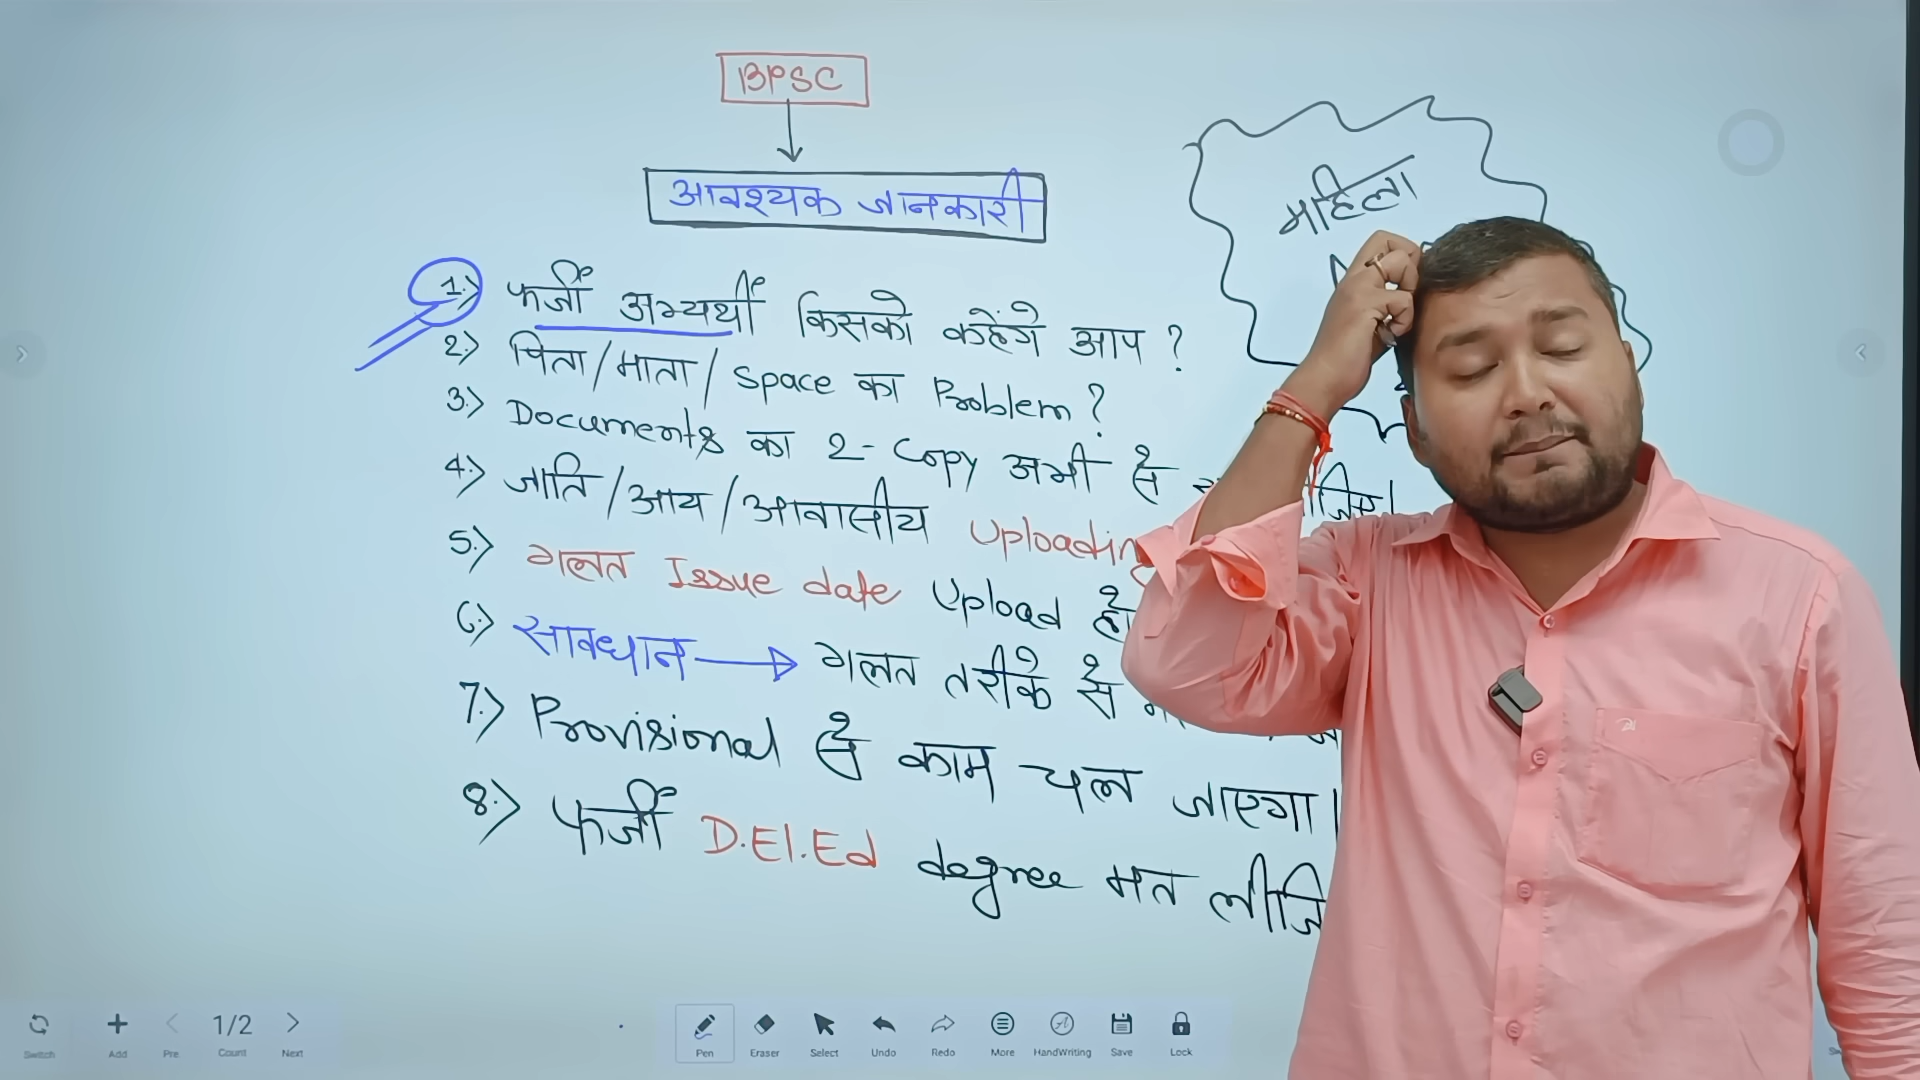 BPSC
आवश्यक जानकारी
महिला
1.) फर्जी अभ्यर्थी किसको कहेंगे आप ?
2.) पिता/माता/ Space का Problem ?
3.) Documents का 2-Copy अभी से
4.) जाति/आय/आवासीय Uploading
5.) गलत Issue date Upload हो
6.) सावधान → गलत तरीके से
7.) Provisional से काम चल जाएगा।
8.) फर्जी D.El.Ed degree मत लीजि
Switch Add Pre 1/2 Count Next Pen Eraser Select Undo Redo More HandWriting Save Lock